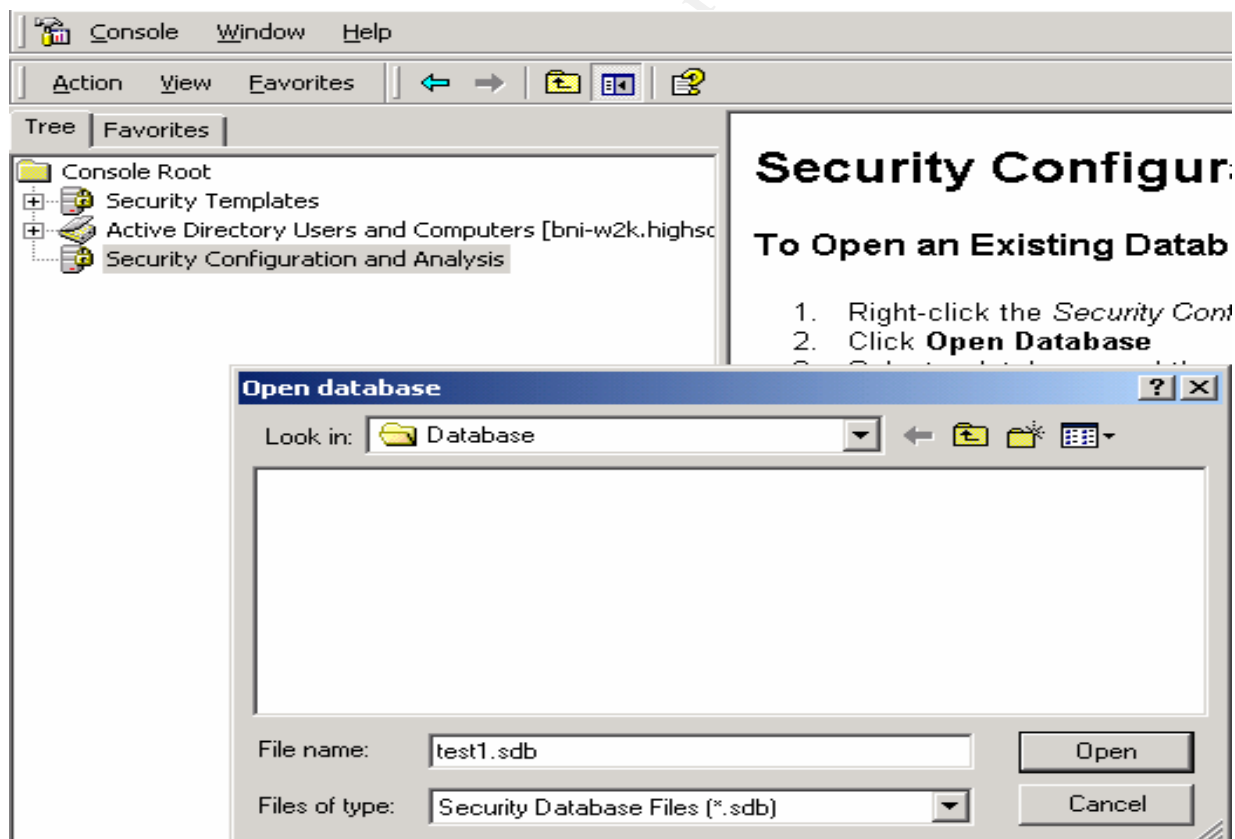 Console Window Help
Action View Favorites
Tree Favorites
Console Root
Security Templates
Active Directory Users and Computers [bni-w2k.highsc
Security Configuration and Analysis
Security Configur
To Open an Existing Datab
1. Right-click the Security Conf
2. Click Open Database
Open database
Look in: Database
File name: test1.sdb Open
Files of type: Security Database Files (*.sdb) Cancel